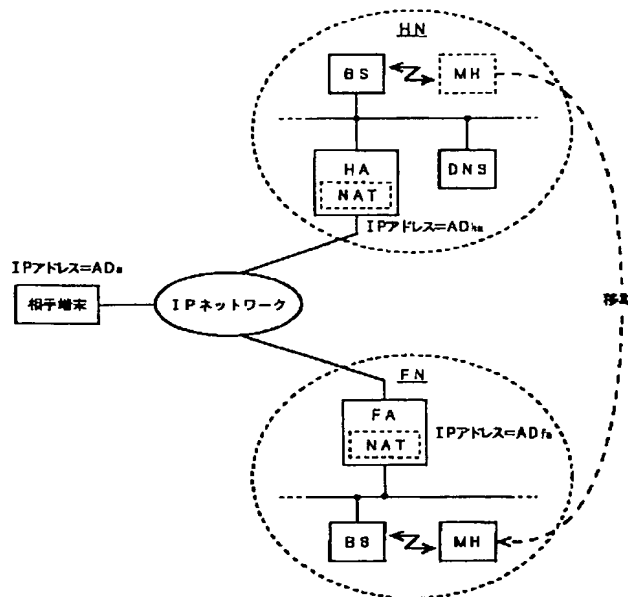 HN
BS
MH
HA
NAT
DNS
IPアドレス=ADha
IPアドレス=ADa
相手端末
IPネットワーク
移動
FN
FA
NAT
IPアドレス=ADfa
BS
MH